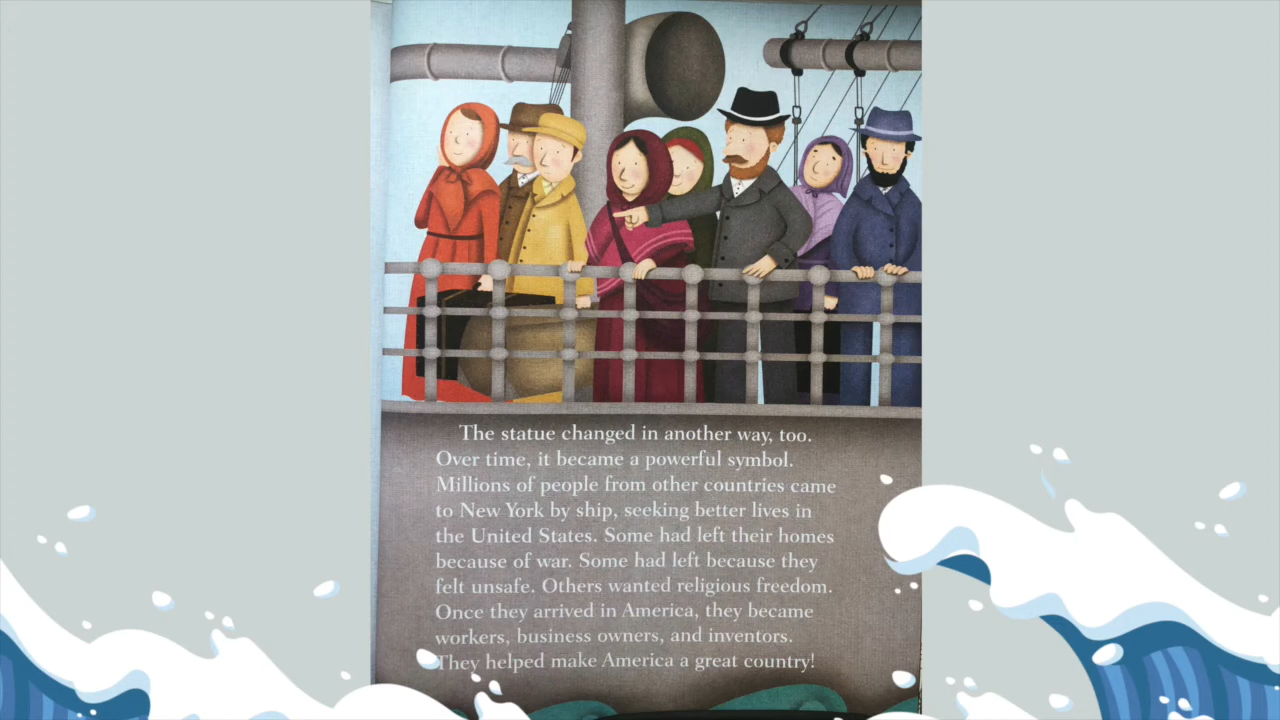 The statue changed in another way, too.
Over time, it became a powerful symbol.
Millions of people from other countries came
to New York by ship, seeking better lives in
the United States. Some had left their homes
because of war. Some had left because they
felt unsafe. Others wanted religious freedom.
Once they arrived in America, they became
workers, business owners, and inventors.
They helped make America a great country!